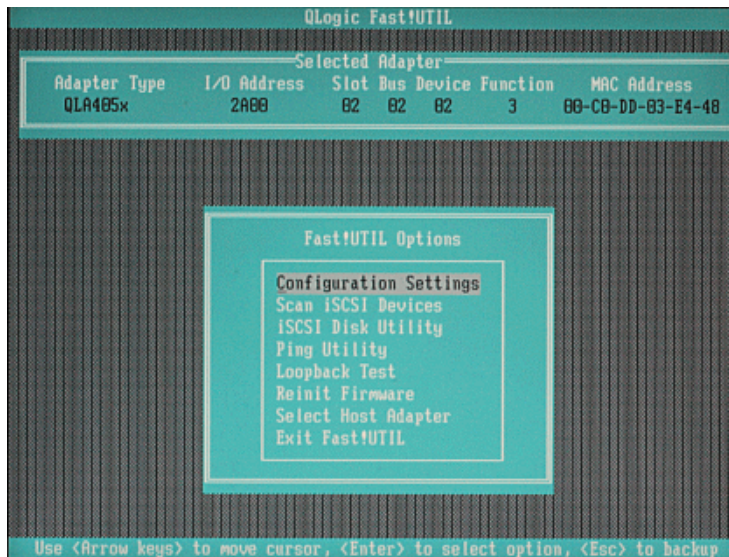 QLogic Fast!UTIL
Selected Adapter
Adapter Type I/O Address Slot Bus Device Function MAC Address
QLA405x 2A00 02 02 02 3 00-C0-DD-03-E4-48
Fast!UTIL Options
Configuration Settings
Scan iSCSI Devices
iSCSI Disk Utility
Ping Utility
Loopback Test
Reinit Firmware
Select Host Adapter
Exit Fast!UTIL
Use <Arrow keys> to move cursor, <Enter> to select option, <Esc> to backup